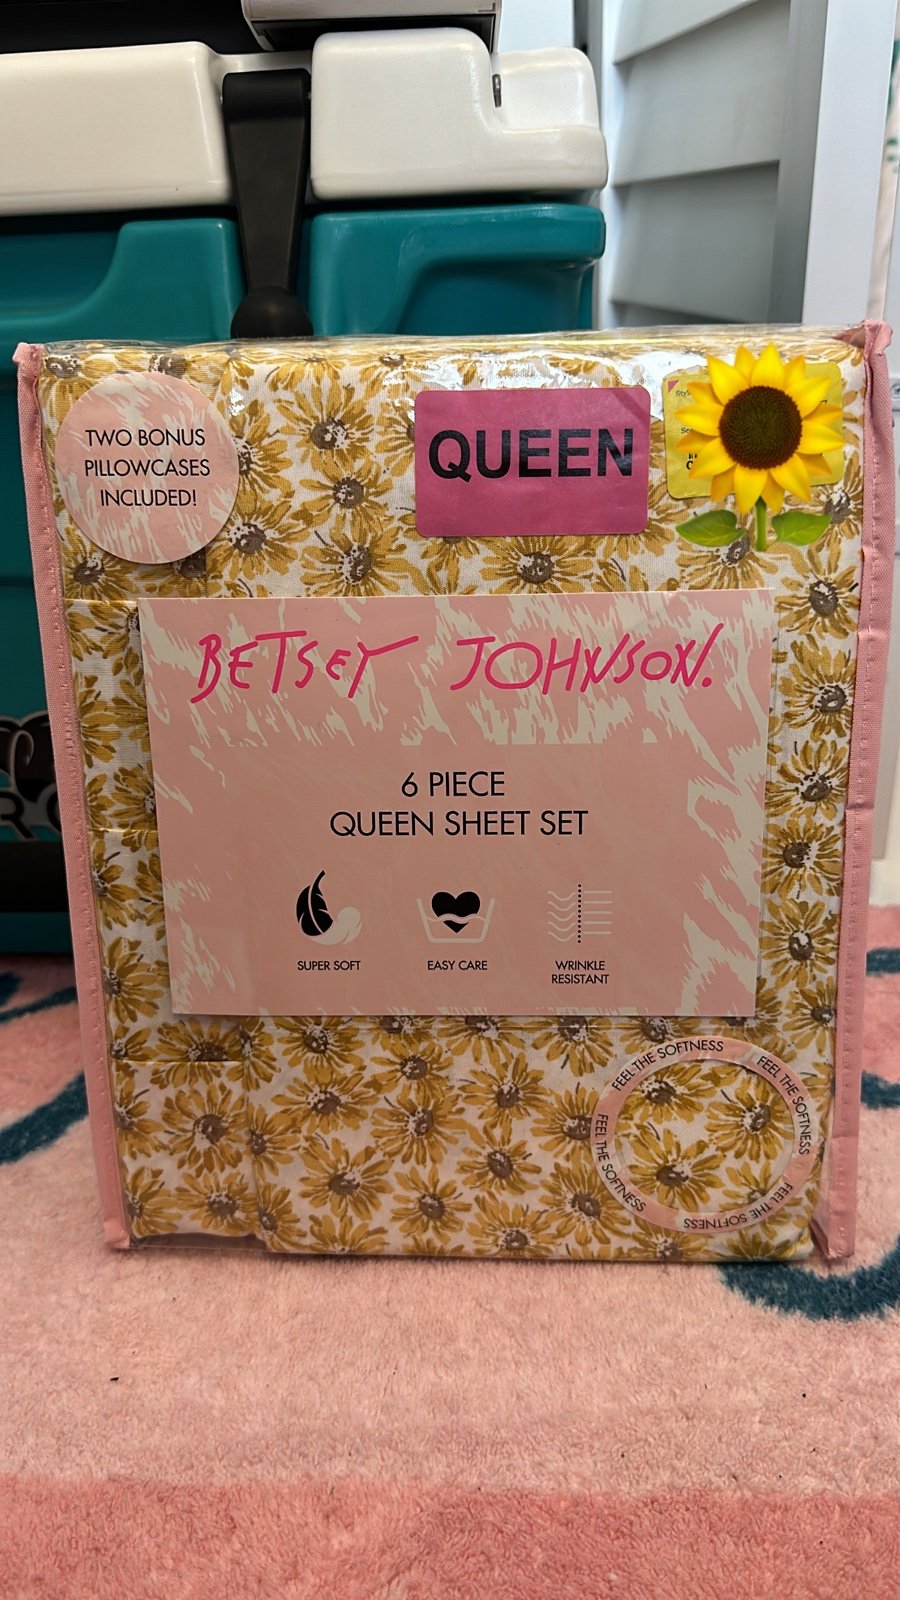 TWO BONUS
PILLOWCASES
INCLUDED!
QUEEN
Style
BETSEY JOHNSON.
6 PIECE
QUEEN SHEET SET
SUPER SOFT
EASY CARE
WRINKLE
RESISTANT
FEEL THE SOFTNESS
FEEL THE SOFTNESS
FEEL THE SOFTNESS
FEEL THE SOFTNESS